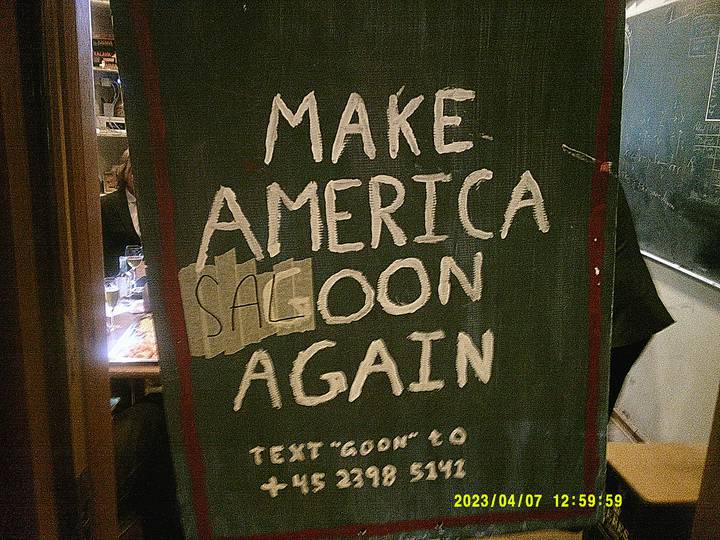 MAKE
AMERICA
SALOON
AGAIN
TEXT "GOON" to
+45 2398 5141
2023/04/07 12:59:59